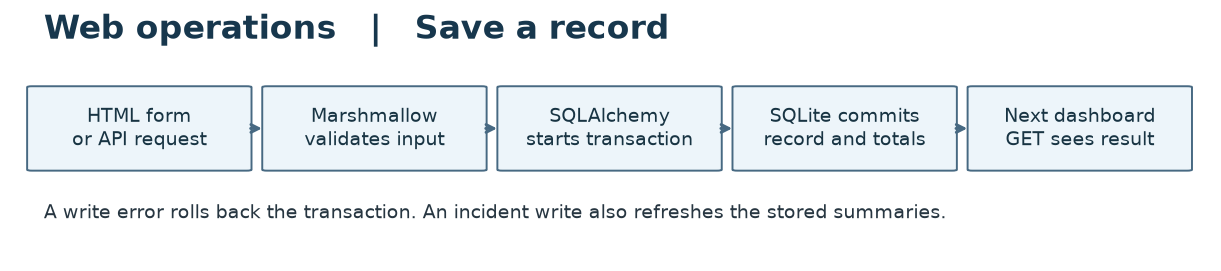 Web operations | Save a record
HTML form
or API request
Marshmallow
validates input
SQLAlchemy
starts transaction
SQLite commits
record and totals
Next dashboard
GET sees result
A write error rolls back the transaction. An incident write also refreshes the stored summaries.